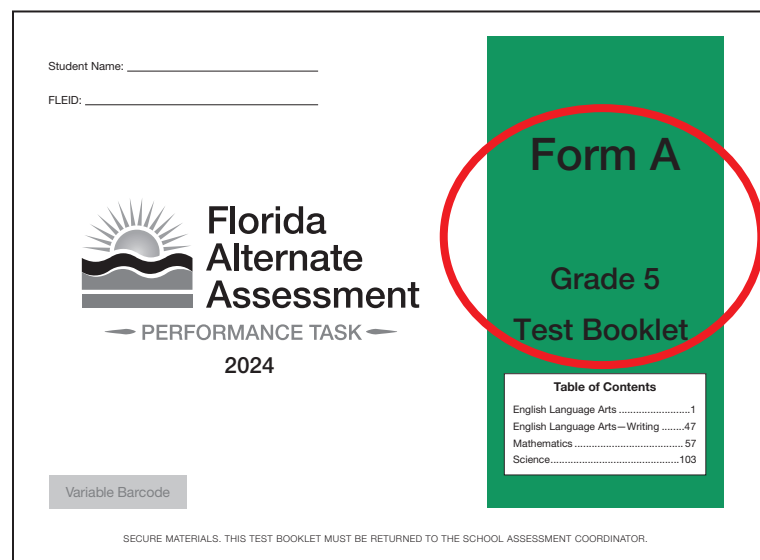 Student Name:
FLEID:
Florida
Alternate
Assessment
PERFORMANCE TASK
2024
Variable Barcode
Form A
Grade 5
Test Booklet
Table of Contents
English Language Arts ........................1
English Language Arts—Writing ........47
Mathematics ..................................... 57
Science...........................................103
SECURE MATERIALS. THIS TEST BOOKLET MUST BE RETURNED TO THE SCHOOL ASSESSMENT COORDINATOR.